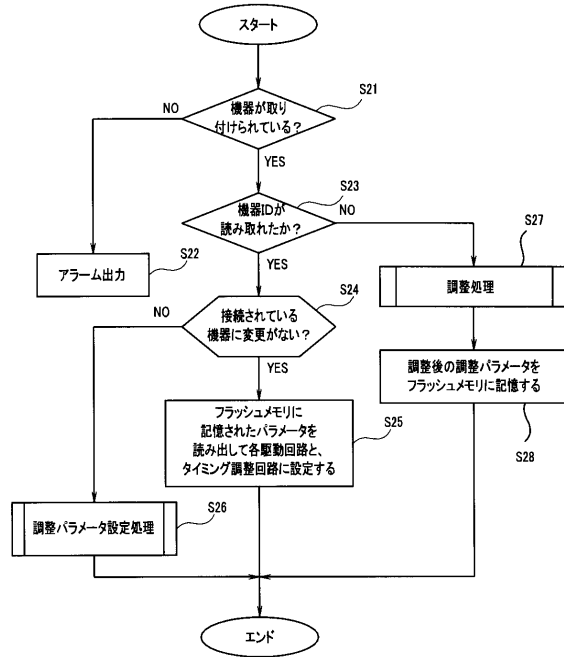 スタート
S21
機器が取り
付けられている?
NO
YES
S23
機器IDが
読み取れたか?
NO
YES
S22
アラーム出力
S27
調整処理
S24
接続されている
機器に変更がない?
NO
YES
調整後の調整パラメータを
フラッシュメモリに記憶する
S28
フラッシュメモリに
記憶されたパラメータを
読み出して各駆動回路と、
タイミング調整回路に設定する
S25
S26
調整パラメータ設定処理
エンド